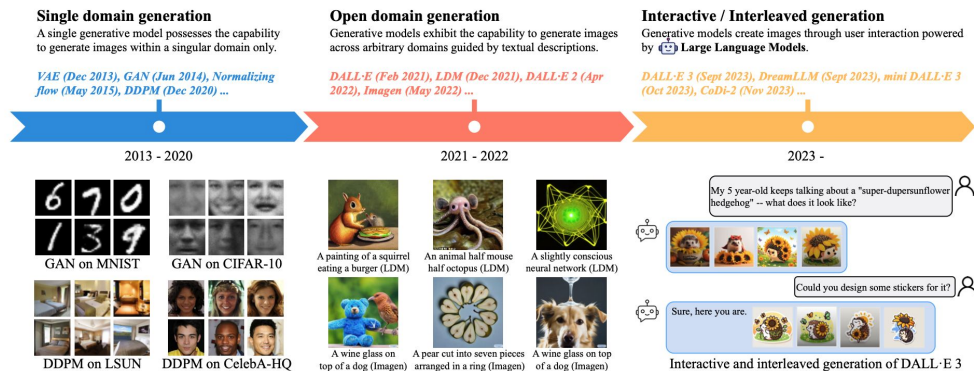 Single domain generation
A single generative model possesses the capability
to generate images within a singular domain only.
VAE (Dec 2013), GAN (Jun 2014), Normalizing
flow (May 2015), DDPM (Dec 2020) ...
2013 - 2020
6 7 0
1 3 9
GAN on MNIST
GAN on CIFAR-10
DDPM on LSUN
DDPM on CelebA-HQ
Open domain generation
Generative models exhibit the capability to generate images
across arbitrary domains guided by textual descriptions.
DALL·E (Feb 2021), LDM (Dec 2021), DALL·E 2 (Apr
2022), Imagen (May 2022) ...
2021 - 2022
A painting of a squirrel
eating a burger (LDM)
An animal half mouse
half octopus (LDM)
A slightly conscious
neural network (LDM)
A wine glass on
top of a dog (Imagen)
A pear cut into seven pieces
arranged in a ring (Imagen)
A wine glass on top
of a dog (Imagen)
Interactive / Interleaved generation
Generative models create images through user interaction powered
by Large Language Models.
DALL·E 3 (Sept 2023), DreamLLM (Sept 2023), mini DALL·E 3
(Oct 2023), CoDi-2 (Nov 2023) ...
2023 -
My 5 year-old keeps talking about a "super-dupersunflower
hedgehog" -- what does it look like?
Could you design some stickers for it?
Sure, here you are.
Interactive and interleaved generation of DALL·E 3